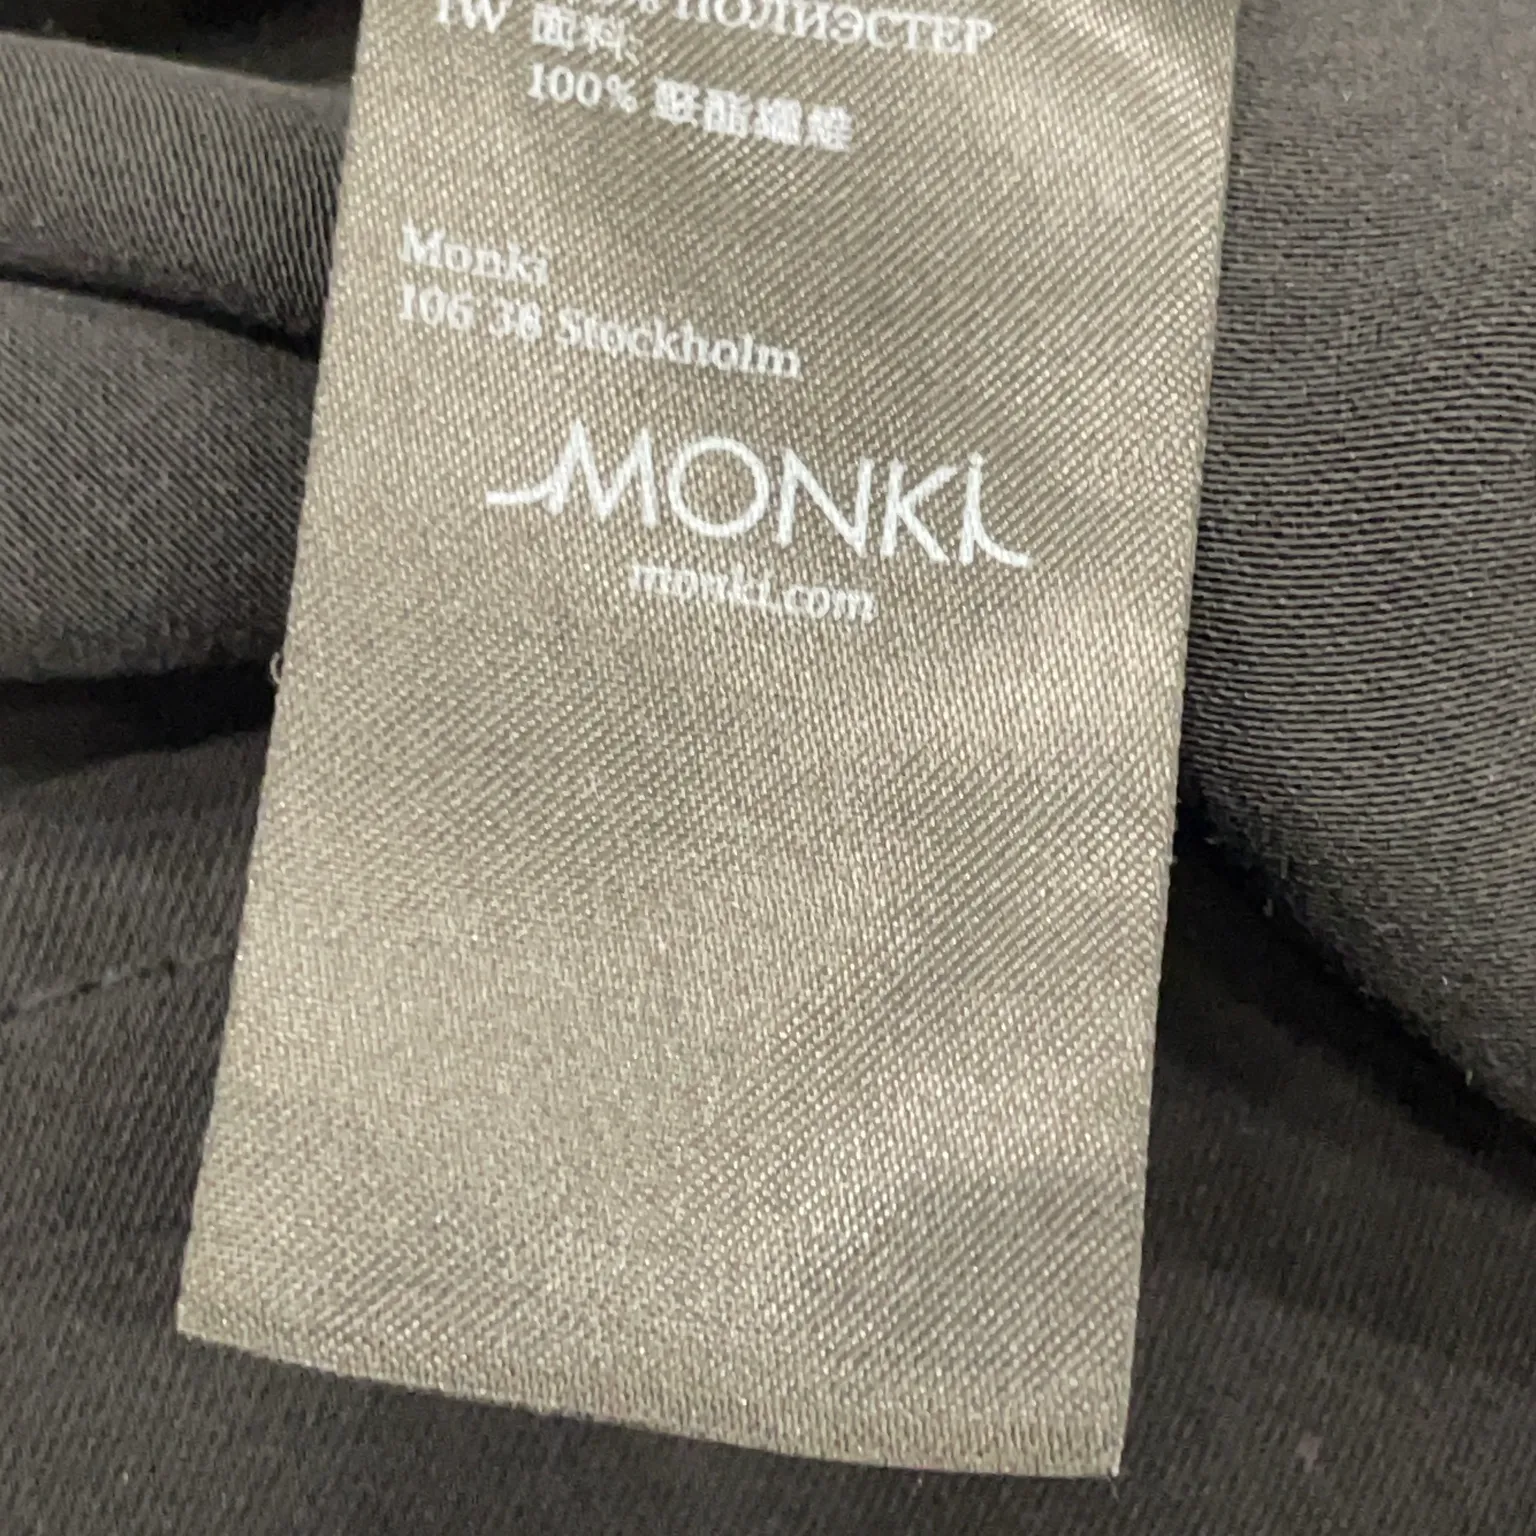 ПОЛИЭСТЕР
TW 面料:
100% 聚酯纖維
Monki
106 38 Stockholm
MONKi
monki.com